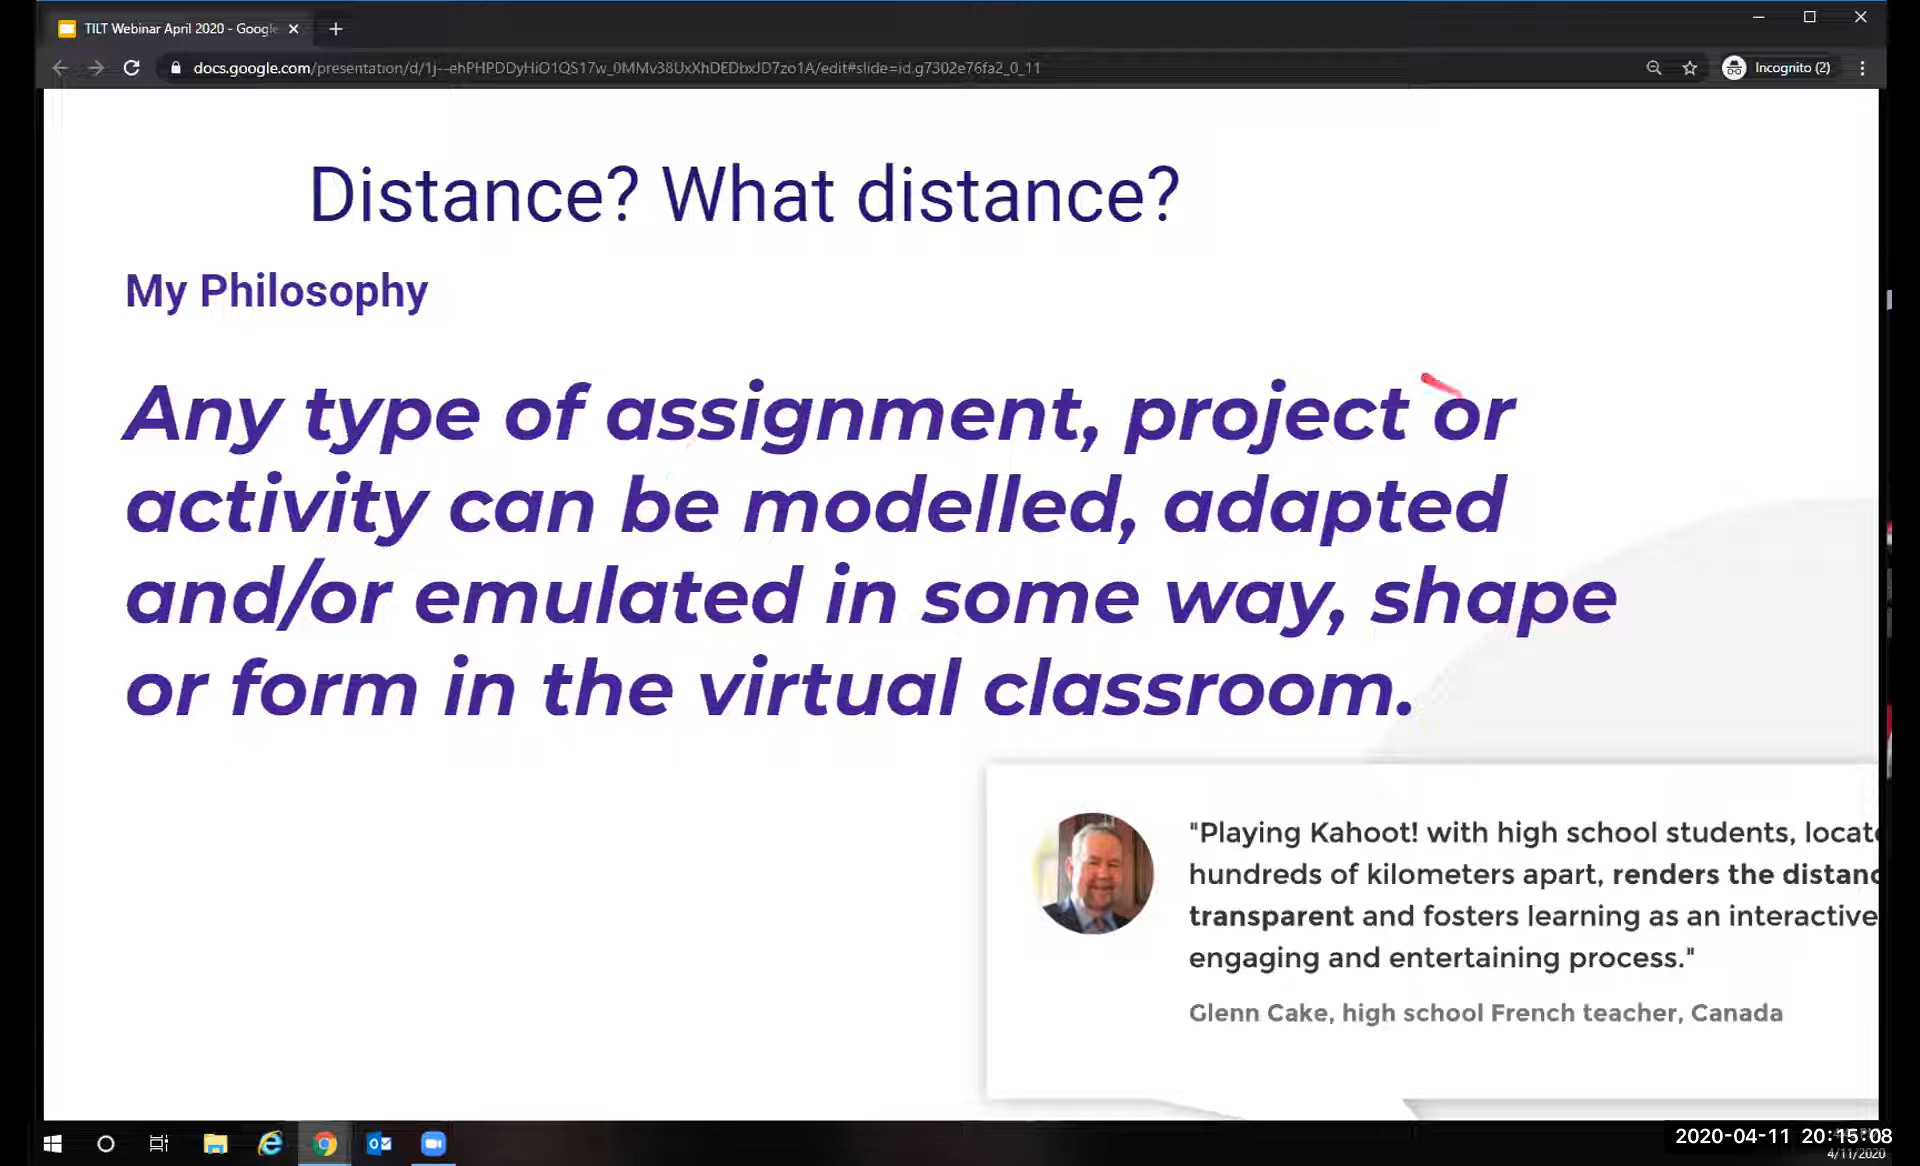 TILT Webinar April 2020 - Google
docs.google.com/presentation/d/1j--ehPHPDDyHiO1QS17w_0MMv38UxXhDEDbxJD7zo1A/edit#slide=id.g7302e76fa2_0_11
Incognito (2)
Distance? What distance?
My Philosophy
Any type of assignment, project or
activity can be modelled, adapted
and/or emulated in some way, shape
or form in the virtual classroom.
"Playing Kahoot! with high school students, locate
hundreds of kilometers apart, renders the distanc
transparent and fosters learning as an interactive
engaging and entertaining process."
Glenn Cake, high school French teacher, Canada
2020-04-11 20:15:08
4/11/2020